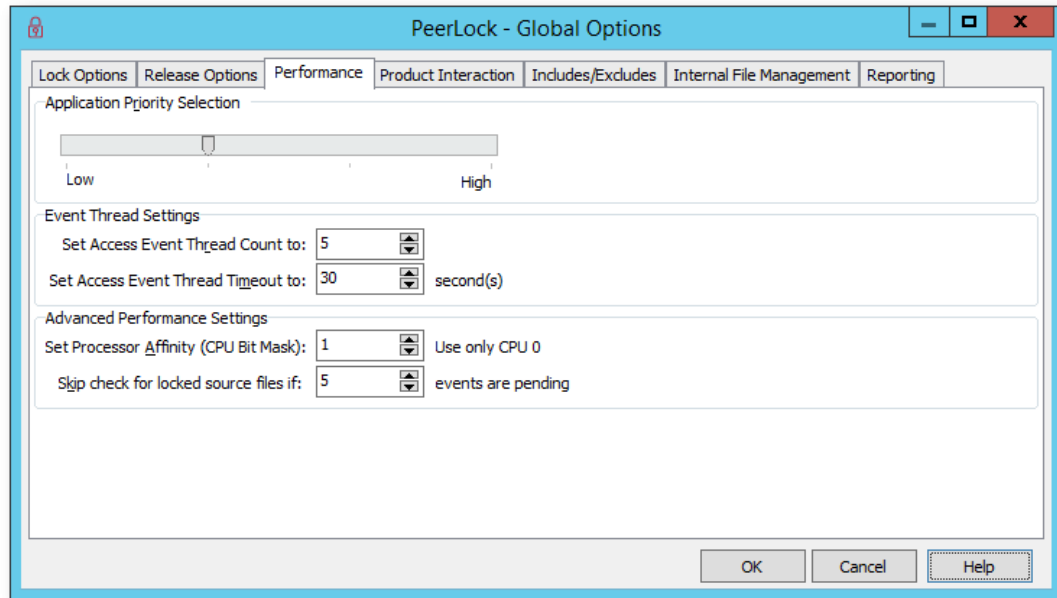 PeerLock - Global Options
Lock Options Release Options Performance Product Interaction Includes/Excludes Internal File Management Reporting
Application Priority Selection
Low High
Event Thread Settings
Set Access Event Thread Count to: 5
Set Access Event Thread Timeout to: 30 second(s)
Advanced Performance Settings
Set Processor Affinity (CPU Bit Mask): 1 Use only CPU 0
Skip check for locked source files if: 5 events are pending
OK Cancel Help